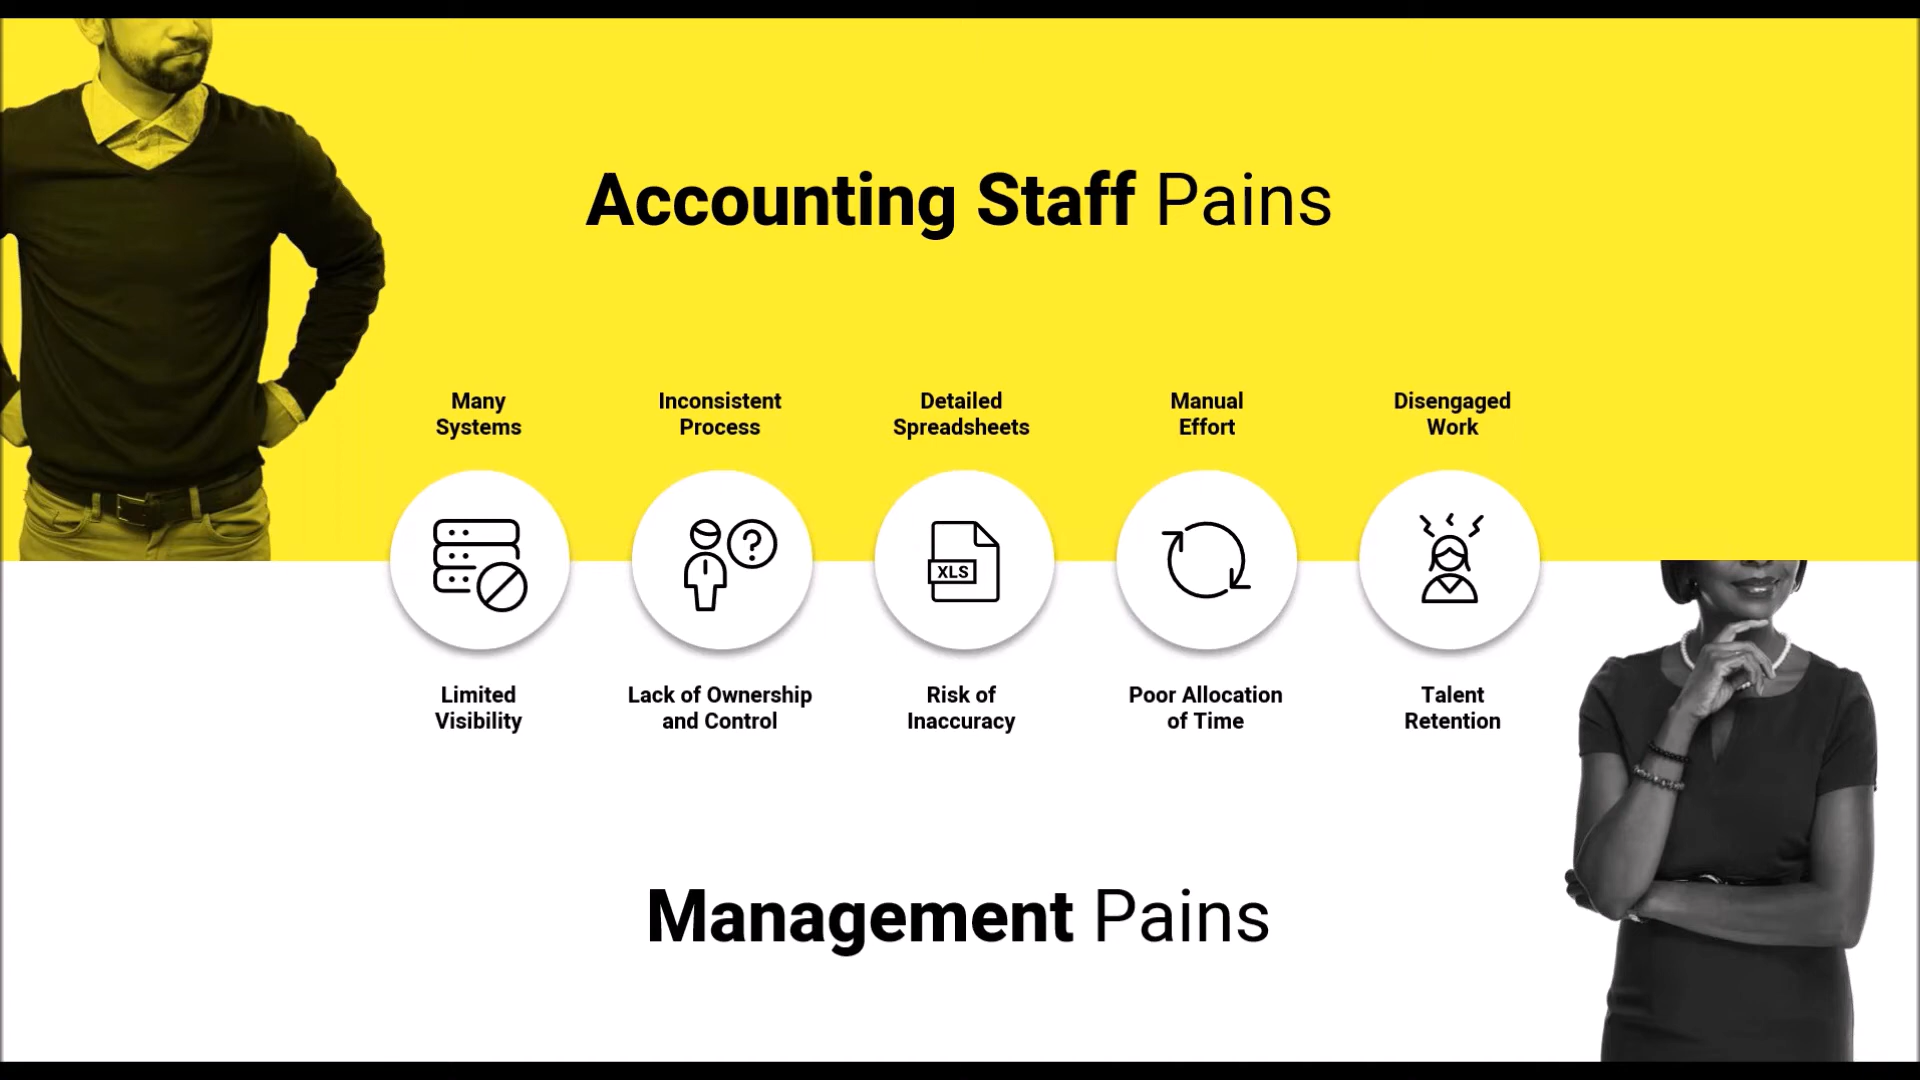 Accounting Staff Pains
Many
Systems
Inconsistent
Process
Detailed
Spreadsheets
Manual
Effort
Disengaged
Work
?
XLS
Limited
Visibility
Lack of Ownership
and Control
Risk of
Inaccuracy
Poor Allocation
of Time
Talent
Retention
Management Pains